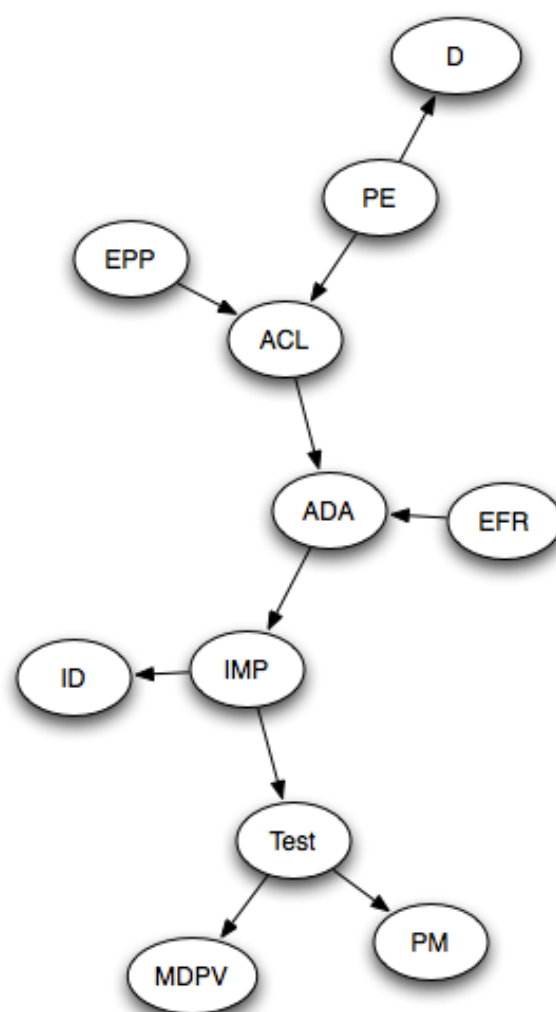 D
PE
EPP
ACL
ADA
EFR
IMP
ID
Test
PM
MDPV